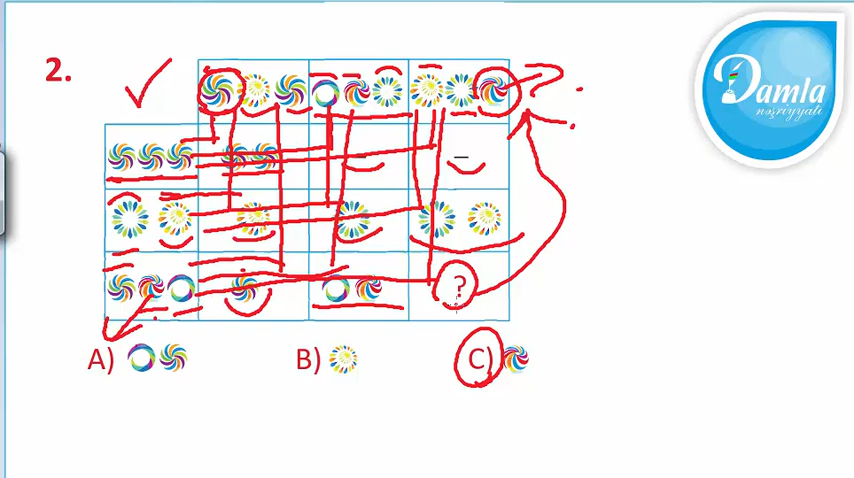 2.
Damla
nəşriyyatı
–
–
?
A)
B)
C)